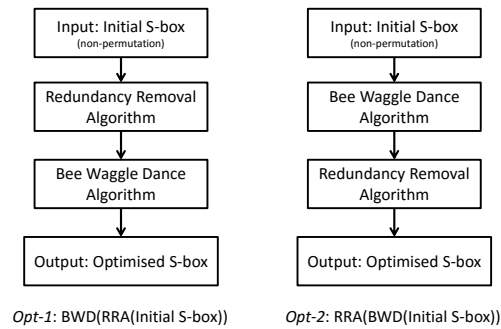 Input: Initial S-box
(non-permutation)
Redundancy Removal
Algorithm
Bee Waggle Dance
Algorithm
Output: Optimised S-box
Opt-1: BWD(RRA(Initial S-box))
Input: Initial S-box
(non-permutation)
Bee Waggle Dance
Algorithm
Redundancy Removal
Algorithm
Output: Optimised S-box
Opt-2: RRA(BWD(Initial S-box))